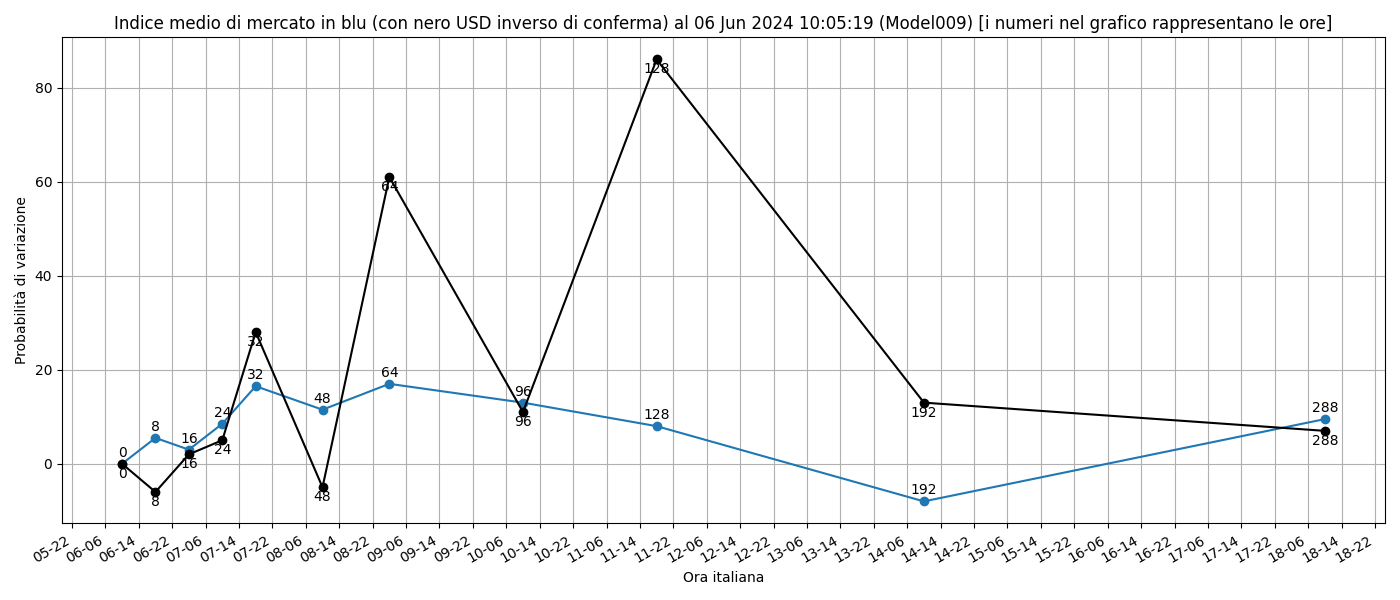 Indice medio di mercato in blu (con nero USD inverso di conferma) al 06 Jun 2024 10:05:19 (Model009) [i numeri nel grafico rappresentano le ore]
Probabilità di variazione
80
60
40
20
0
0 8 16 24 32 48 64 96 128 192 288
0 8 16 24 32 48 64 96 128 192 288
05-22 06-06 06-14 06-22 07-06 07-14 07-22 08-06 08-14 08-22 09-06 09-14 09-22 10-06 10-14 10-22 11-06 11-14 11-22 12-06 12-14 12-22 13-06 13-14 13-22 14-06 14-14 14-22 15-06 15-14 15-22 16-06 16-14 16-22 17-06 17-14 17-22 18-06 18-14 18-22
Ora italiana